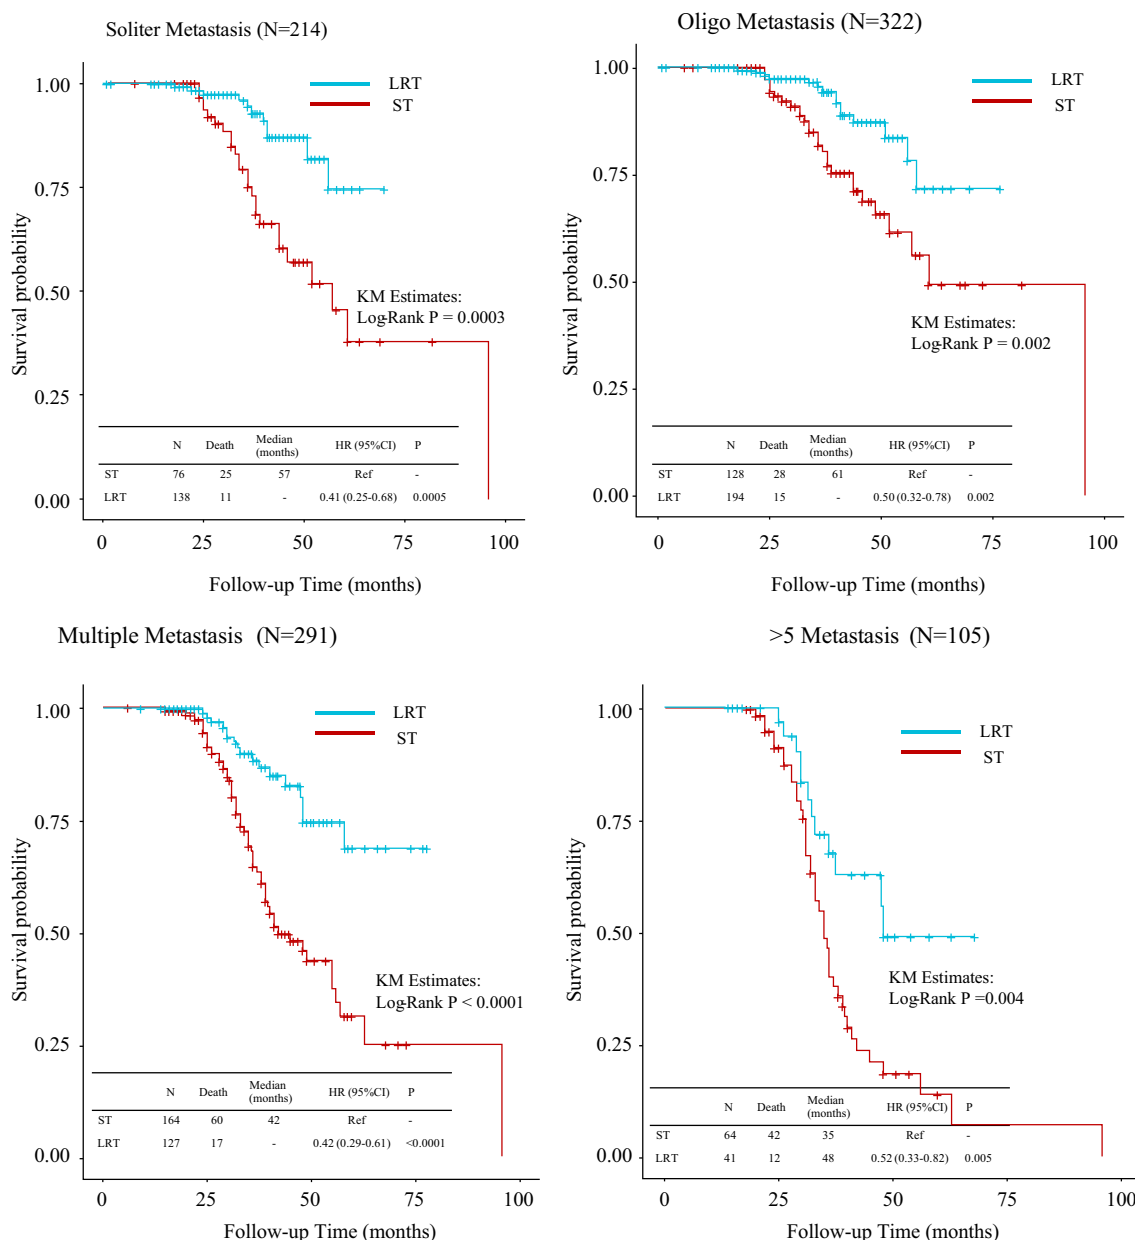 Soliter Metastasis (N=214)
1.00
0.75
0.50
0.25
0.00
Survival probability
LRT
ST
KM Estimates:
Log-Rank P = 0.0003
N Death Median (months) HR (95%CI) P
ST 76 25 57 Ref -
LRT 138 11 - 0.41 (0.25-0.68) 0.0005
0 25 50 75 100
Follow-up Time (months)
Oligo Metastasis (N=322)
1.00
0.75
0.50
0.25
0.00
Survival probability
LRT
ST
KM Estimates:
Log-Rank P = 0.002
N Death Median (months) HR (95%CI) P
ST 128 28 61 Ref -
LRT 194 15 - 0.50 (0.32-0.78) 0.002
0 25 50 75 100
Follow-up Time (months)
Multiple Metastasis (N=291)
1.00
0.75
0.50
0.25
0.00
Survival probability
LRT
ST
KM Estimates:
Log-Rank P < 0.0001
N Death Median (months) HR (95%CI) P
ST 164 60 42 Ref -
LRT 127 17 - 0.42 (0.29-0.61) <0.0001
0 25 50 75 100
Follow-up Time (months)
>5 Metastasis (N=105)
1.00
0.75
0.50
0.25
0.00
Survival probability
LRT
ST
KM Estimates:
Log-Rank P =0.004
N Death Median (months) HR (95%CI) P
ST 64 42 35 Ref -
LRT 41 12 48 0.52 (0.33-0.82) 0.005
0 25 50 75 100
Follow-up Time (months)